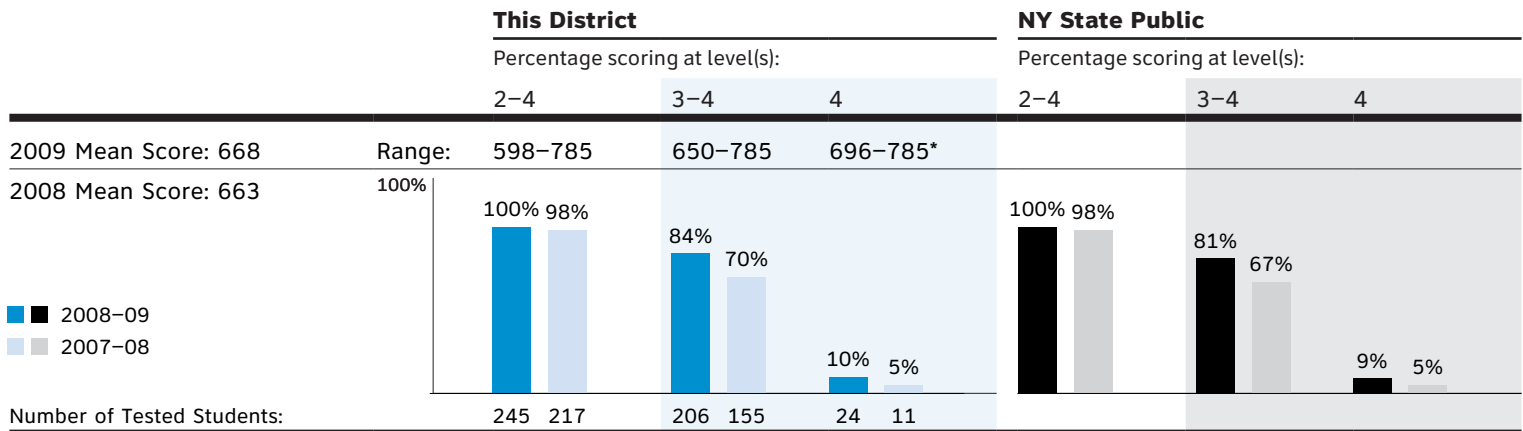 This District NY State Public
Percentage scoring at level(s): Percentage scoring at level(s):
2–4 3–4 4 2–4 3–4 4
2009 Mean Score: 668 Range: 598–785 650–785 696–785*
2008 Mean Score: 663
100%
100% 98% 84% 70% 10% 5% 100% 98% 81% 67% 9% 5%
2008–09
2007–08
Number of Tested Students: 245 217 206 155 24 11